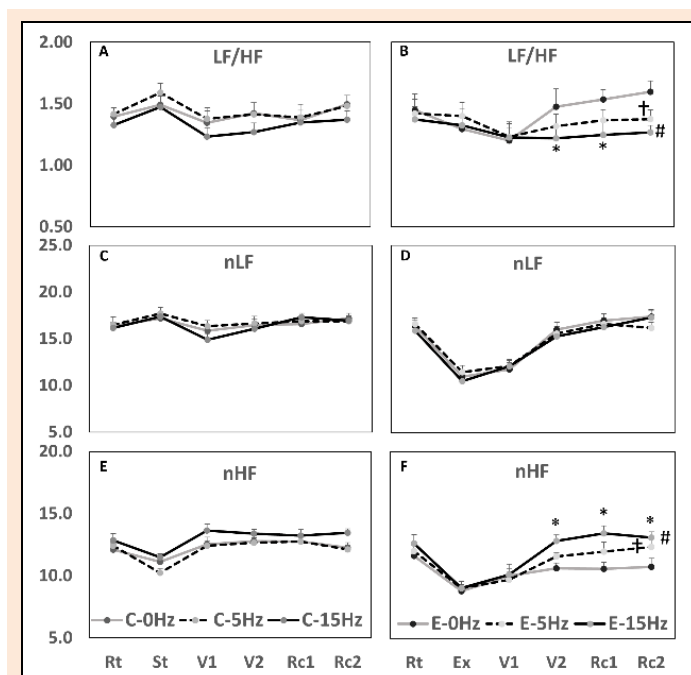 A LF/HF
B LF/HF
2.00
1.50
1.00
0.50
†
#
* *
C nLF
D nLF
25.0
20.0
15.0
10.0
5.0
E nHF
F nHF
20.0
15.0
10.0
5.0
* * *
‡ #
C-0Hz C-5Hz C-15Hz
E-0Hz E-5Hz E-15Hz
Rt St V1 V2 Rc1 Rc2
Rt Ex V1 V2 Rc1 Rc2